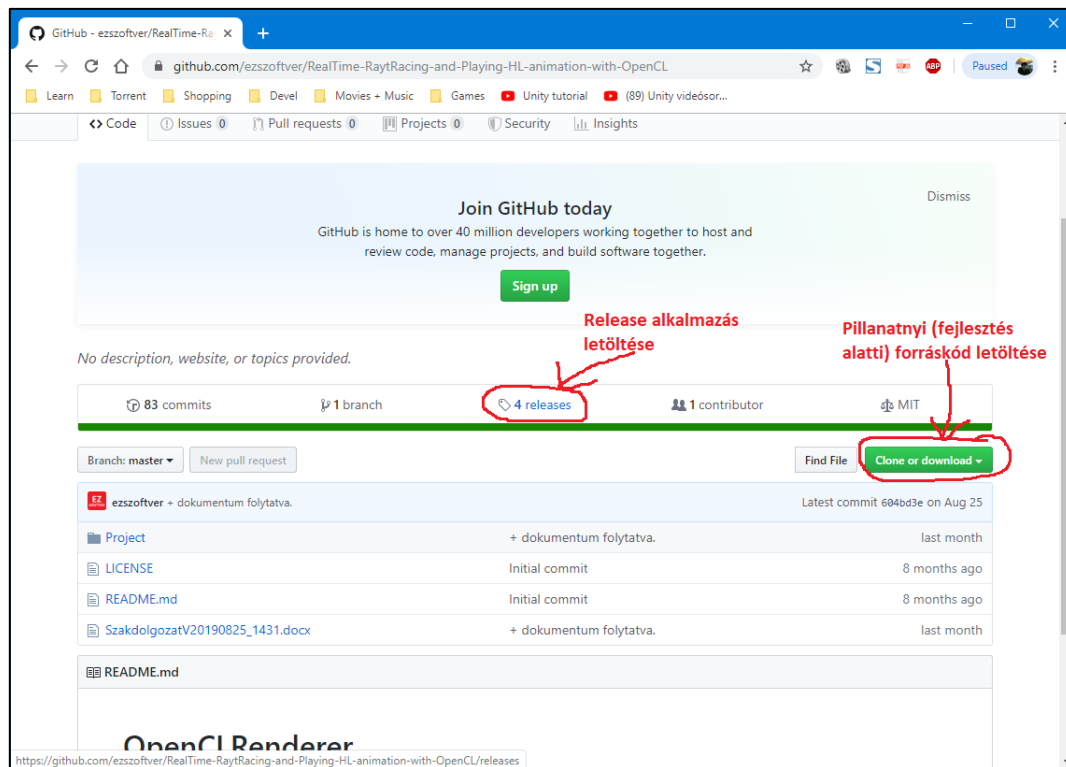 GitHub - ezszoftver/RealTime-Ra
github.com/ezszoftver/RealTime-RaytRacing-and-Playing-HL-animation-with-OpenCL
ABP
Paused
Learn Torrent Shopping Devel Movies + Music Games Unity tutorial (89) Unity videósor...
Code Issues 0 Pull requests 0 Projects 0 Security Insights
Join GitHub today
Dismiss
GitHub is home to over 40 million developers working together to host and
review code, manage projects, and build software together.
Sign up
Release alkalmazás
letöltése
Pillanatnyi (fejlesztés
alatti) forráskód letöltése
No description, website, or topics provided.
83 commits 1 branch 4 releases 1 contributor MIT
Branch: master New pull request Find File Clone or download
EZ
ezszoftver + dokumentum folytatva. Latest commit 604bd3e on Aug 25
Project + dokumentum folytatva. last month
LICENSE Initial commit 8 months ago
README.md Initial commit 8 months ago
SzakdolgozatV20190825_1431.docx + dokumentum folytatva. last month
README.md
OpenCLRenderer
https://github.com/ezszoftver/RealTime-RaytRacing-and-Playing-HL-animation-with-OpenCL/releases